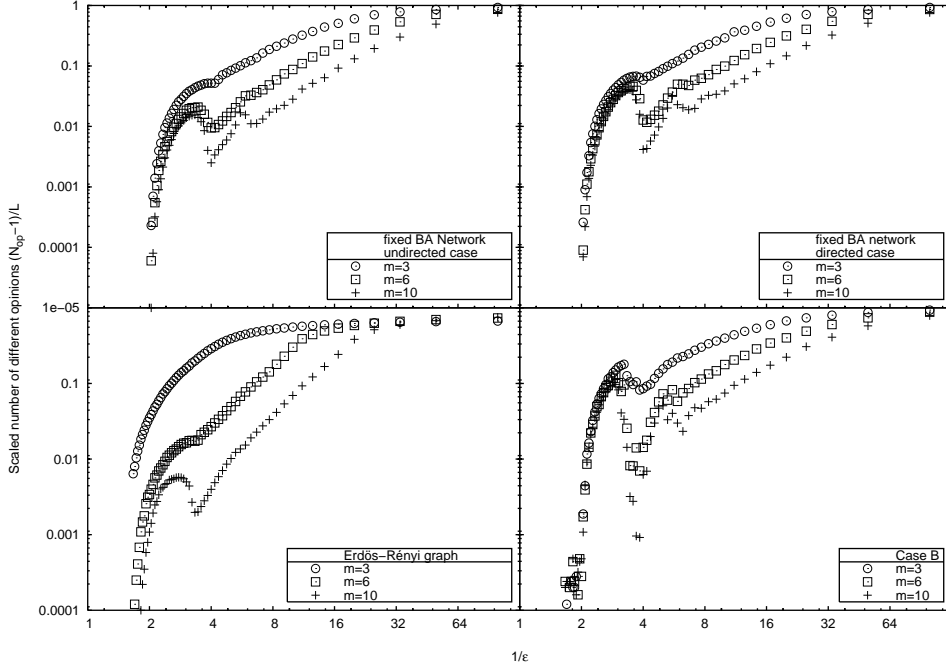 Scaled number of different opinions (Nop−1)/L
1
0.1
0.01
0.001
0.0001
1e−05
fixed BA Network
undirected case
m=3
m=6
m=10
fixed BA network
directed case
m=3
m=6
m=10
0.1
0.01
0.001
0.0001
Erdös−Rényi graph
m=3
m=6
m=10
Case B
m=3
m=6
m=10
1 2 4 8 16 32 64
1 2 4 8 16 32 64
1/ε